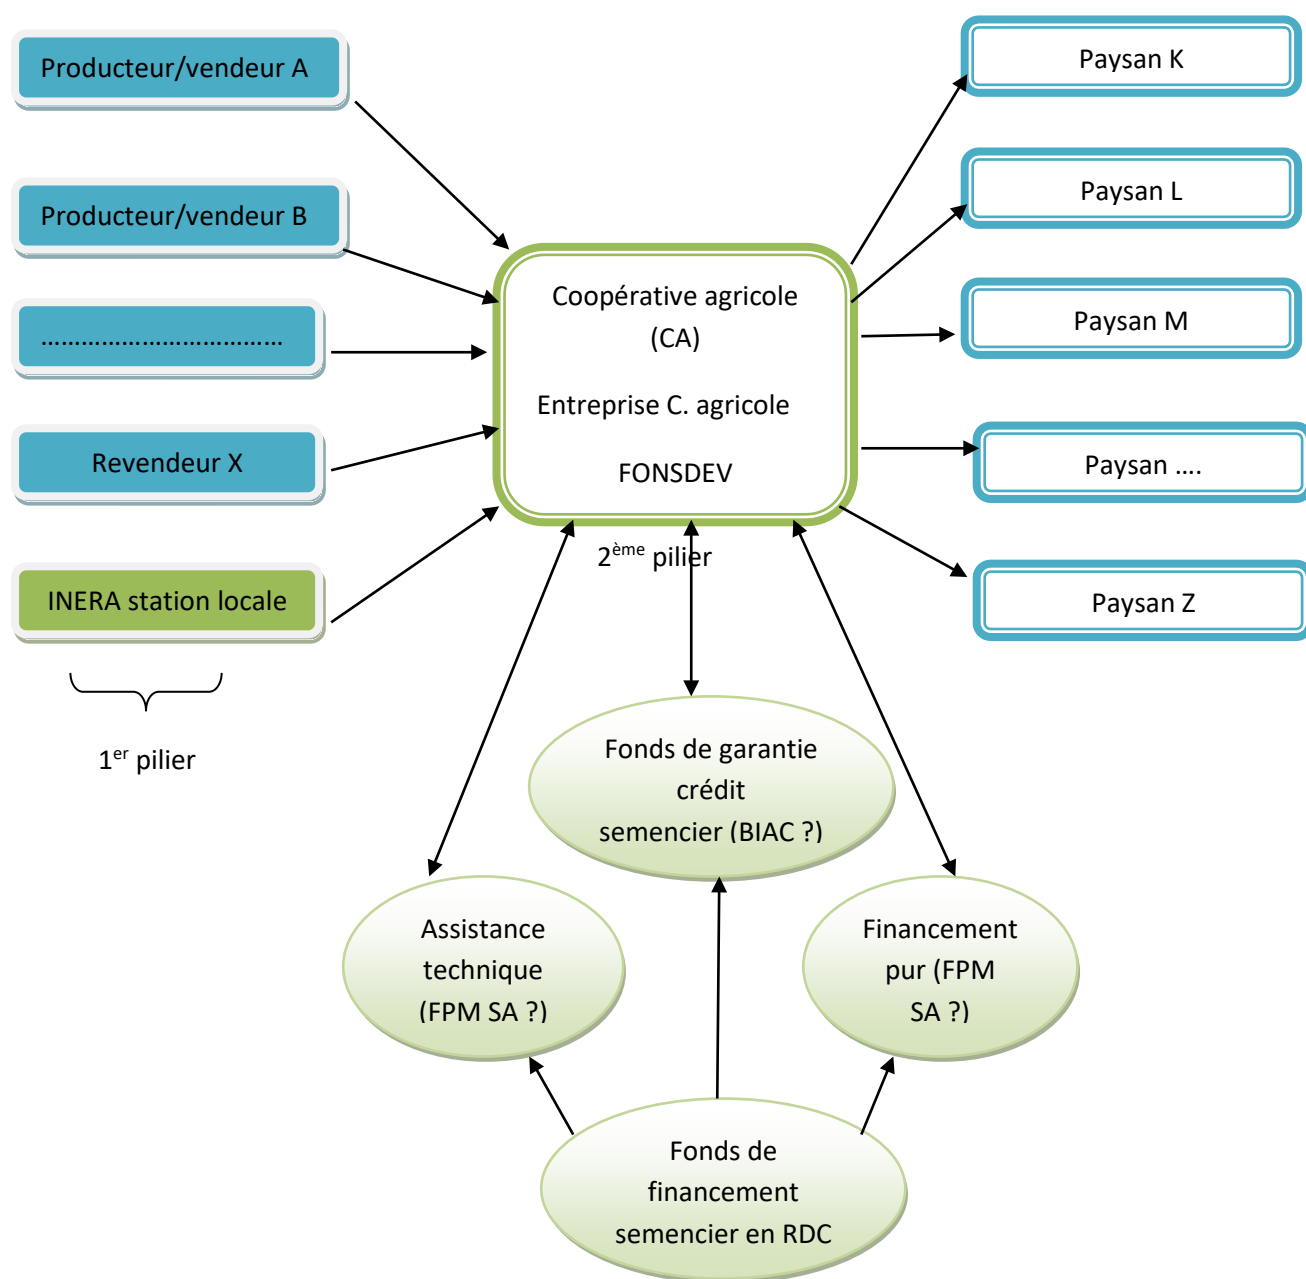 Producteur/vendeur A
Producteur/vendeur B
.....................................
Revendeur X
INERA station locale
1er pilier
Coopérative agricole
(CA)
Entreprise C. agricole
FONSDEV
2ème pilier
Paysan K
Paysan L
Paysan M
Paysan ....
Paysan Z
Fonds de garantie
crédit
semencier (BIAC ?)
Assistance
technique
(FPM SA ?)
Financement
pur (FPM
SA ?)
Fonds de
financement
semencier en RDC